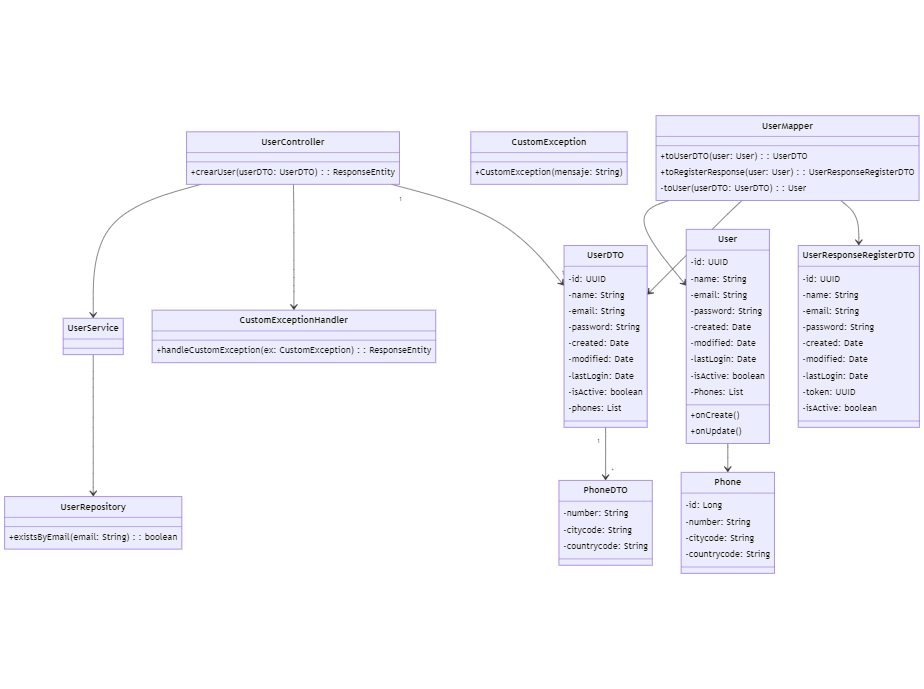 UserController
+crearUser(userDTO: UserDTO) : : ResponseEntity
CustomException
+CustomException(mensaje: String)
UserMapper
+toUserDTO(user: User) : : UserDTO
+toRegisterResponse(user: User) : : UserResponseRegisterDTO
-toUser(userDTO: UserDTO) : : User
1
UserService
CustomExceptionHandler
+handleCustomException(ex: CustomException) : : ResponseEntity
1
UserDTO
-id: UUID
-name: String
-email: String
-password: String
-created: Date
-modified: Date
-lastLogin: Date
-isActive: boolean
-phones: List
User
-id: UUID
-name: String
-email: String
-password: String
-created: Date
-modified: Date
-lastLogin: Date
-isActive: boolean
-Phones: List
+onCreate()
+onUpdate()
UserResponseRegisterDTO
-id: UUID
-name: String
-email: String
-password: String
-created: Date
-modified: Date
-lastLogin: Date
-token: UUID
-isActive: boolean
1
*
UserRepository
+existsByEmail(email: String) : : boolean
PhoneDTO
-number: String
-citycode: String
-countrycode: String
Phone
-id: Long
-number: String
-citycode: String
-countrycode: String